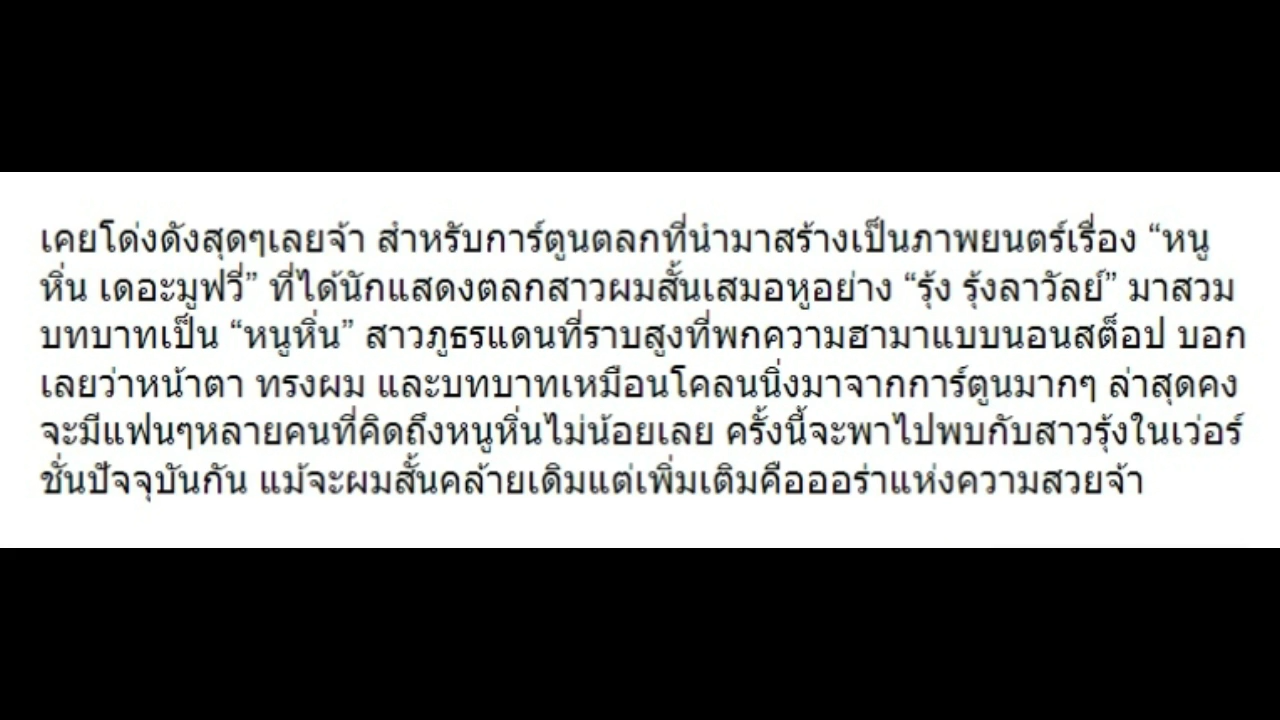 เคยโด่งดังสุดๆเลยจ้า สำหรับการ์ตูนตลกที่นำมาสร้างเป็นภาพยนตร์เรื่อง “หนู
หิ่น เดอะมูฟวี่” ที่ได้นักแสดงตลกสาวผมสั้นเสมอหูอย่าง “รุ้ง รุ้งลาวัลย์” มาสวม
บทบาทเป็น “หนูหิ่น” สาวภูธรแดนที่ราบสูงที่พกความฮามาแบบนอนสต็อป บอก
เลยว่าหน้าตา ทรงผม และบทบาทเหมือนโคลนนิ่งมาจากการ์ตูนมากๆ ล่าสุดคง
จะมีแฟนๆหลายคนที่คิดถึงหนูหิ่นไม่น้อยเลย ครั้งนี้จะพาไปพบกับสาวรุ้งในเว่อร์
ชั่นปัจจุบันกัน แม้จะผมสั้นคล้ายเดิมแต่เพิ่มเติมคือออร่าแห่งความสวยจ้า